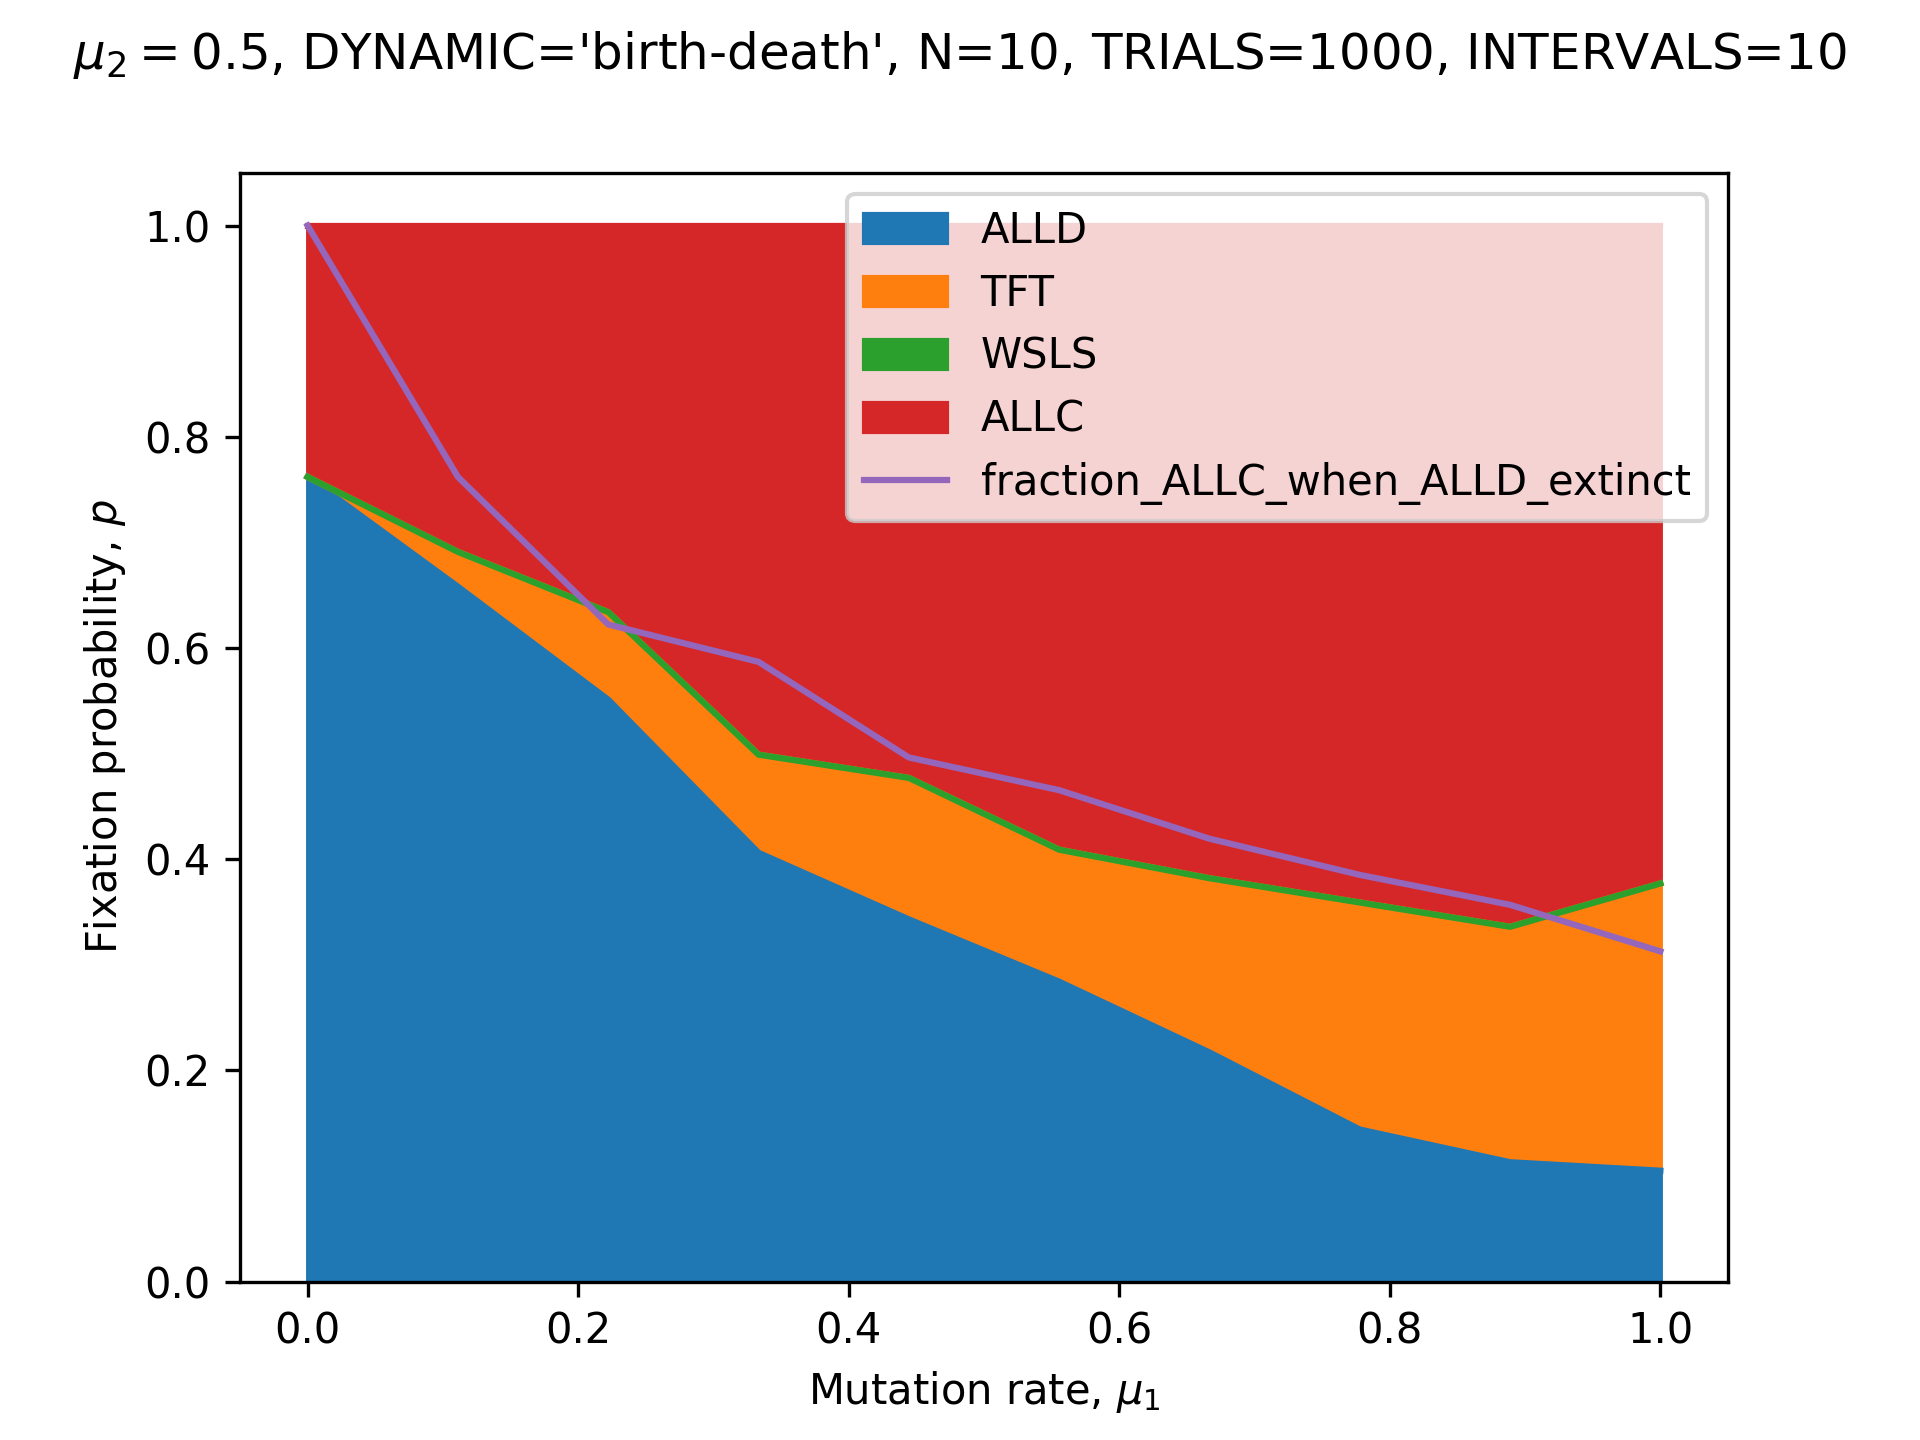 μ₂ = 0.5, DYNAMIC='birth-death', N=10, TRIALS=1000, INTERVALS=10
ALLD
TFT
WSLS
ALLC
fraction_ALLC_when_ALLD_extinct
Fixation probability, p
1.0
0.8
0.6
0.4
0.2
0.0
0.0 0.2 0.4 0.6 0.8 1.0
Mutation rate, μ₁